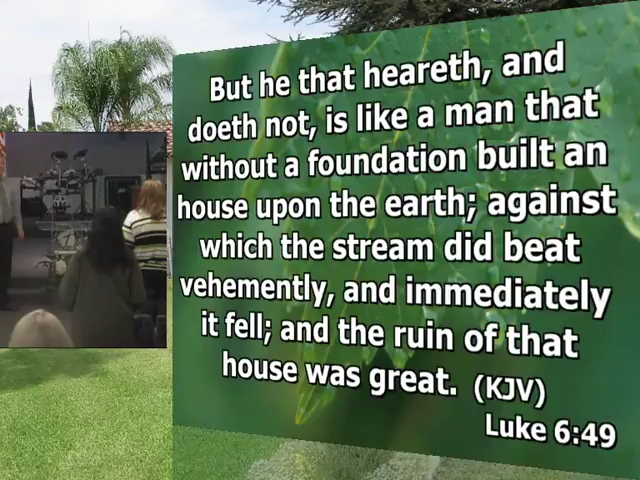 But he that heareth, and
doeth not, is like a man that
without a foundation built an
house upon the earth; against
which the stream did beat
vehemently, and immediately
it fell; and the ruin of that
house was great. (KJV)
Luke 6:49